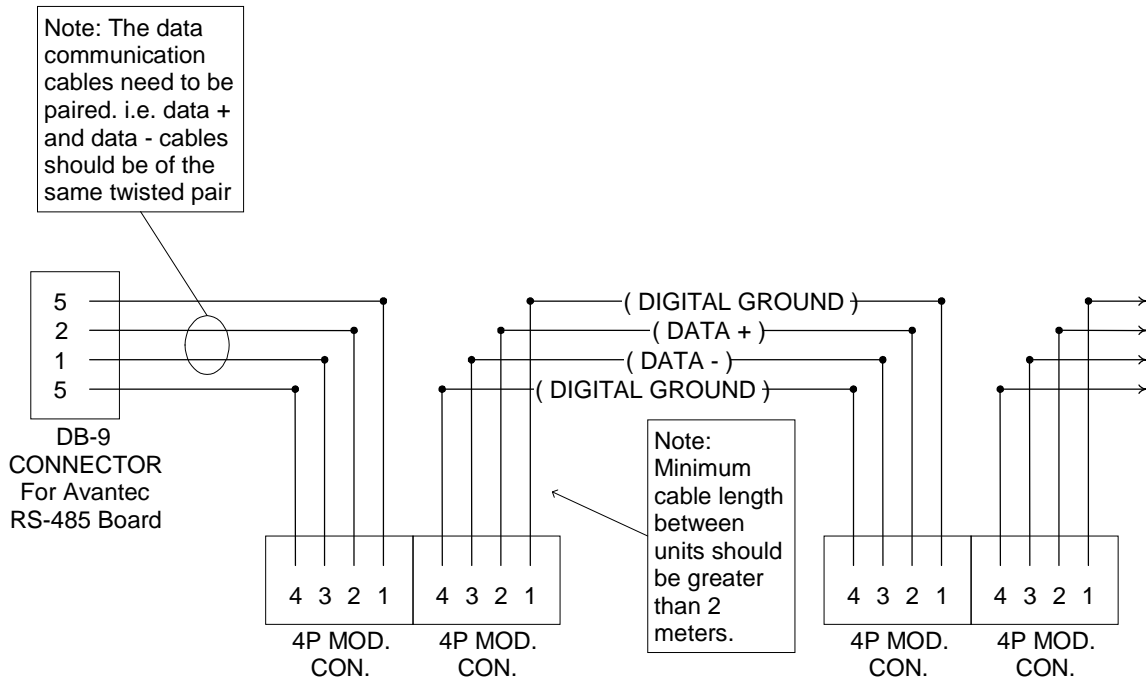 Note: The data
communication
cables need to be
paired. i.e. data +
and data - cables
should be of the
same twisted pair
5
2
1
5
DB-9
CONNECTOR
For Avantec
RS-485 Board
( DIGITAL GROUND )
( DATA + )
( DATA - )
( DIGITAL GROUND )
Note:
Minimum
cable length
between
units should
be greater
than 2
meters.
4 3 2 1
4P MOD.
CON.
4 3 2 1
4P MOD.
CON.
4 3 2 1
4P MOD.
CON.
4 3 2 1
4P MOD.
CON.